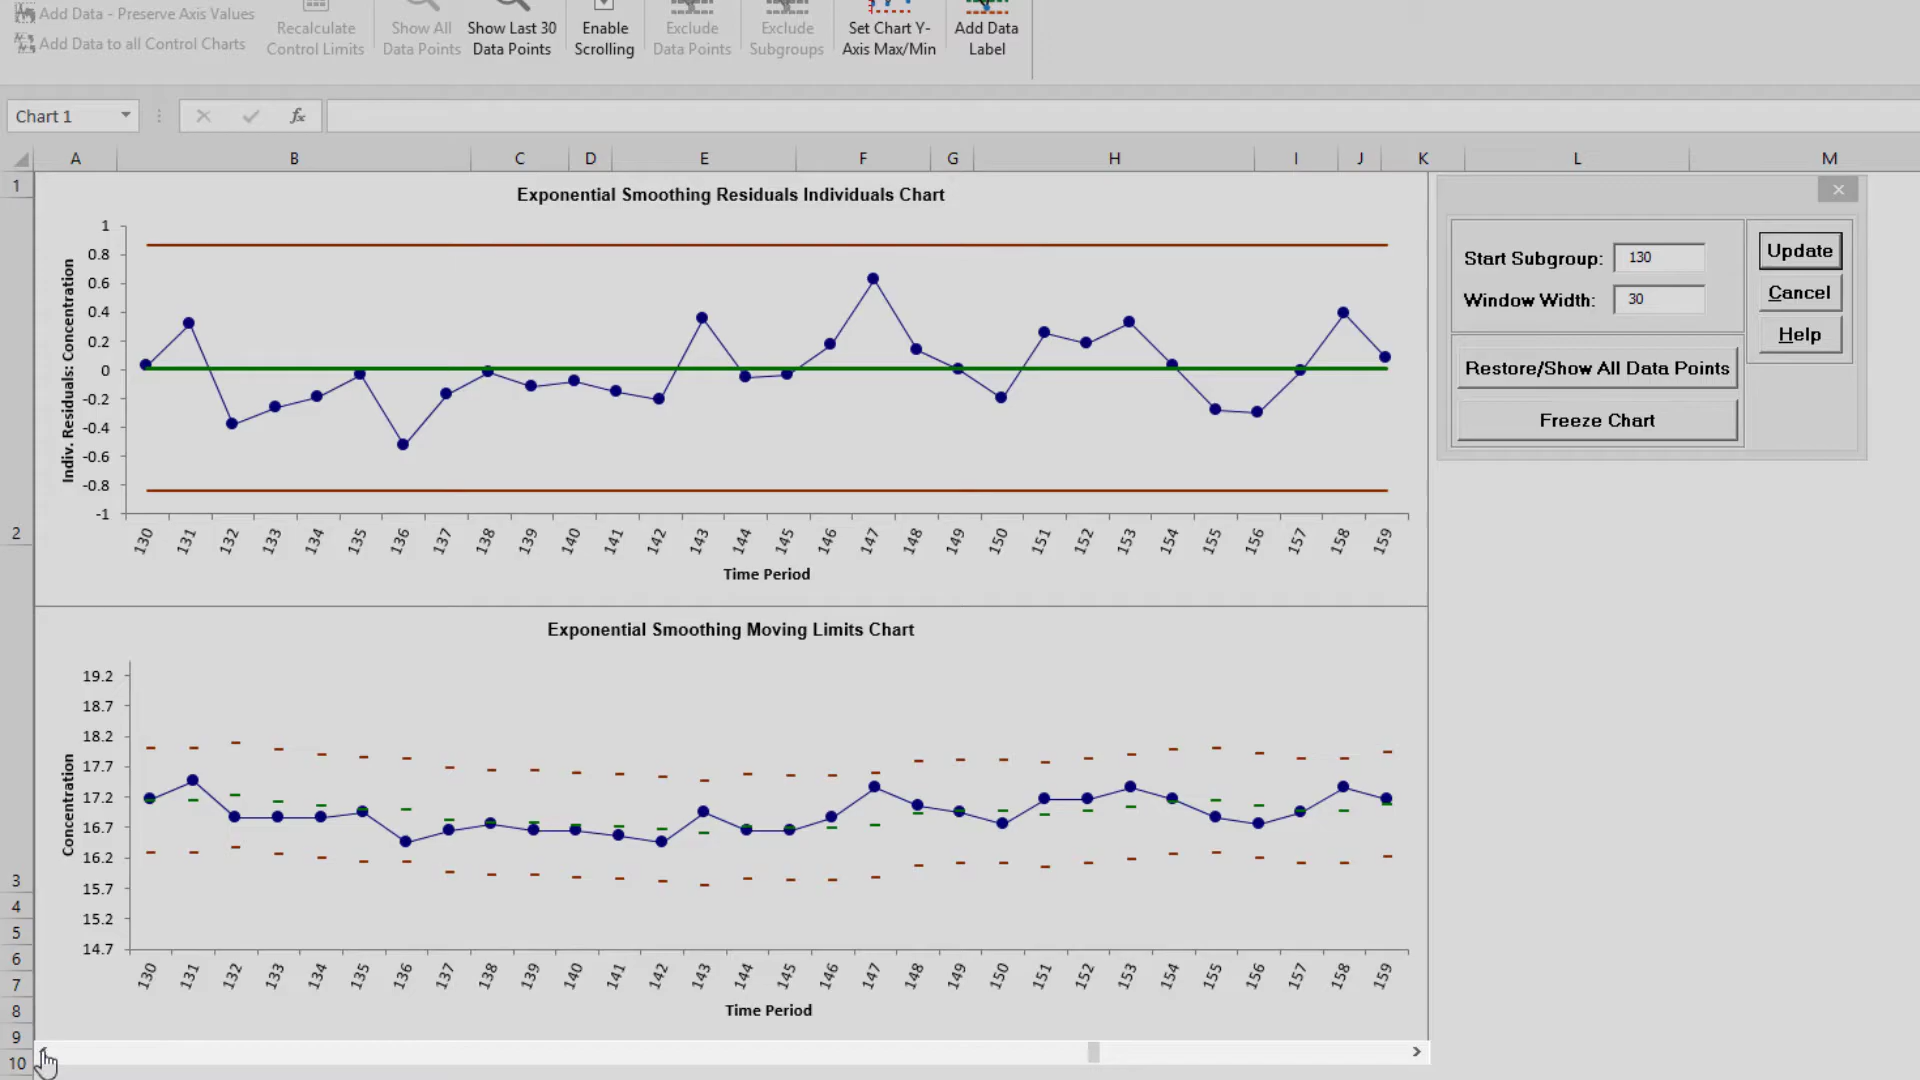 Add Data - Preserve Axis Values
Add Data to all Control Charts
Recalculate
Control Limits
Show All
Data Points
Show Last 30
Data Points
Enable
Scrolling
Exclude
Data Points
Exclude
Subgroups
Set Chart Y-
Axis Max/Min
Add Data
Label
Chart 1
fx
A B C D E F G H I J K L M
1
2
3
4
5
6
7
8
9
10
Exponential Smoothing Residuals Individuals Chart
Indiv. Residuals: Concentration
1
0.8
0.6
0.4
0.2
0
-0.2
-0.4
-0.6
-0.8
-1
130 131 132 133 134 135 136 137 138 139 140 141 142 143 144 145 146 147 148 149 150 151 152 153 154 155 156 157 158 159
Time Period
Exponential Smoothing Moving Limits Chart
Concentration
19.2
18.7
18.2
17.7
17.2
16.7
16.2
15.7
15.2
14.7
130 131 132 133 134 135 136 137 138 139 140 141 142 143 144 145 146 147 148 149 150 151 152 153 154 155 156 157 158 159
Time Period
Start Subgroup: 130
Window Width: 30
Update
Cancel
Help
Restore/Show All Data Points
Freeze Chart